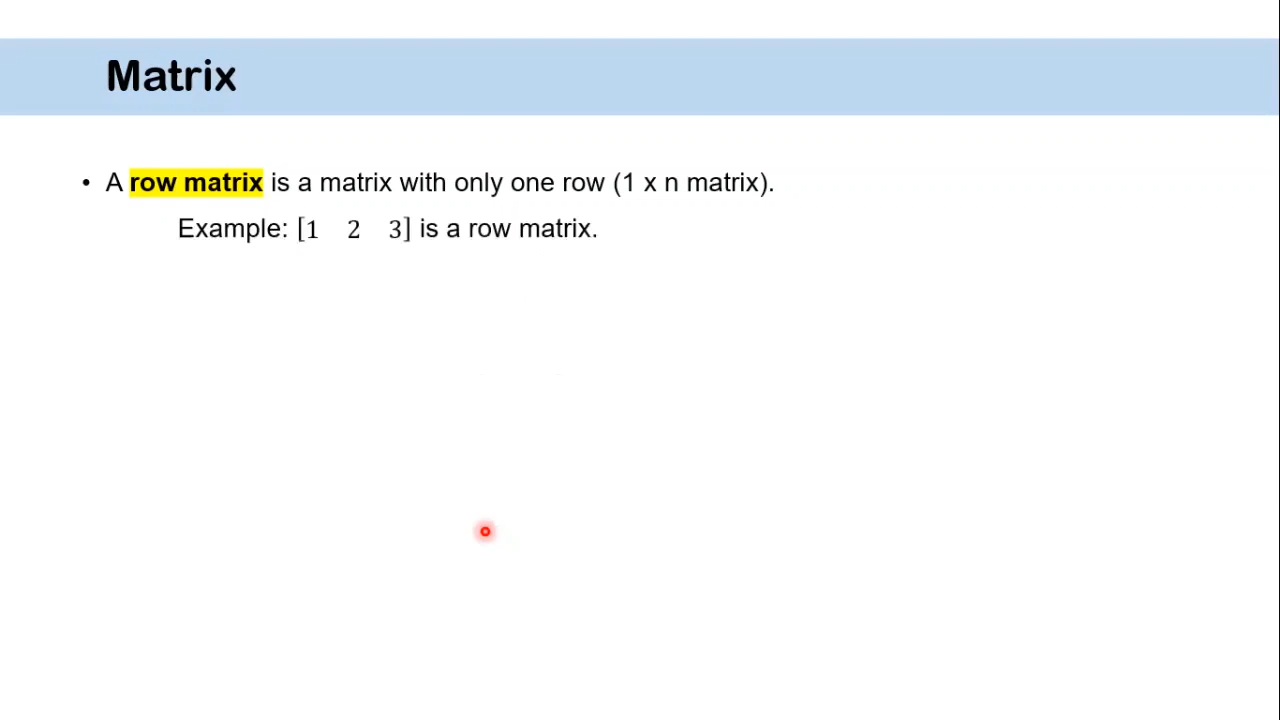 Matrix
• A row matrix is a matrix with only one row (1 x n matrix).
Example: [1 2 3] is a row matrix.